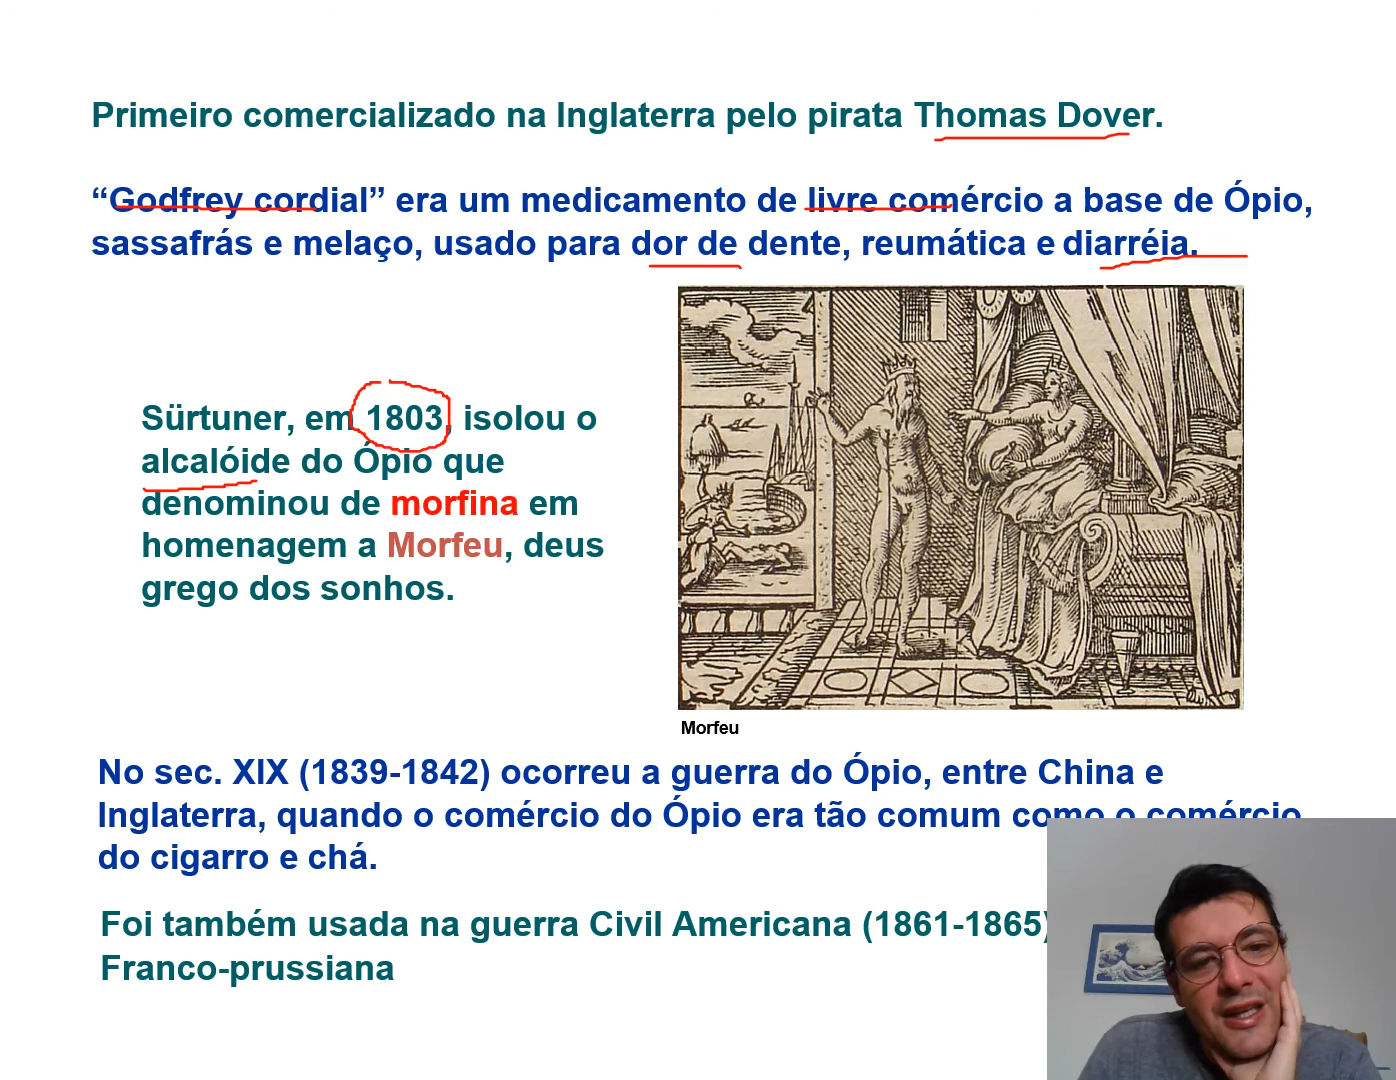 Primeiro comercializado na Inglaterra pelo pirata Thomas Dover.
“Godfrey cordial” era um medicamento de livre comércio a base de Ópio,
sassafrás e melaço, usado para dor de dente, reumática e diarréia.
Sürtuner, em 1803, isolou o
alcalóide do Ópio que
denominou de morfina em
homenagem a Morfeu, deus
grego dos sonhos.
Morfeu
No sec. XIX (1839-1842) ocorreu a guerra do Ópio, entre China e
Inglaterra, quando o comércio do Ópio era tão comum como o comércio
do cigarro e chá.
Foi também usada na guerra Civil Americana (1861-1865)
Franco-prussiana